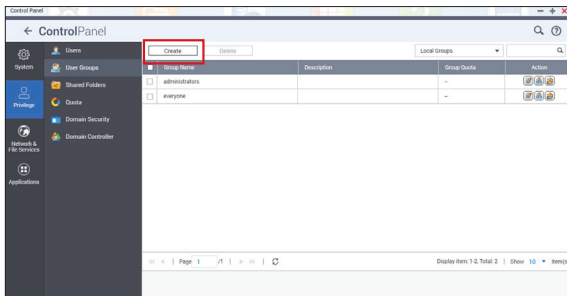 Control Panel
ControlPanel
System
Privilege
Network &
File Services
Applications
Users
User Groups
Shared Folders
Quota
Domain Security
Domain Controller
Create
Delete
Local Groups
Group Name Description Group Quota Action
administrators --
everyone --
Page 1 /1
Display item: 1-2, Total: 2 | Show 10 Item(s